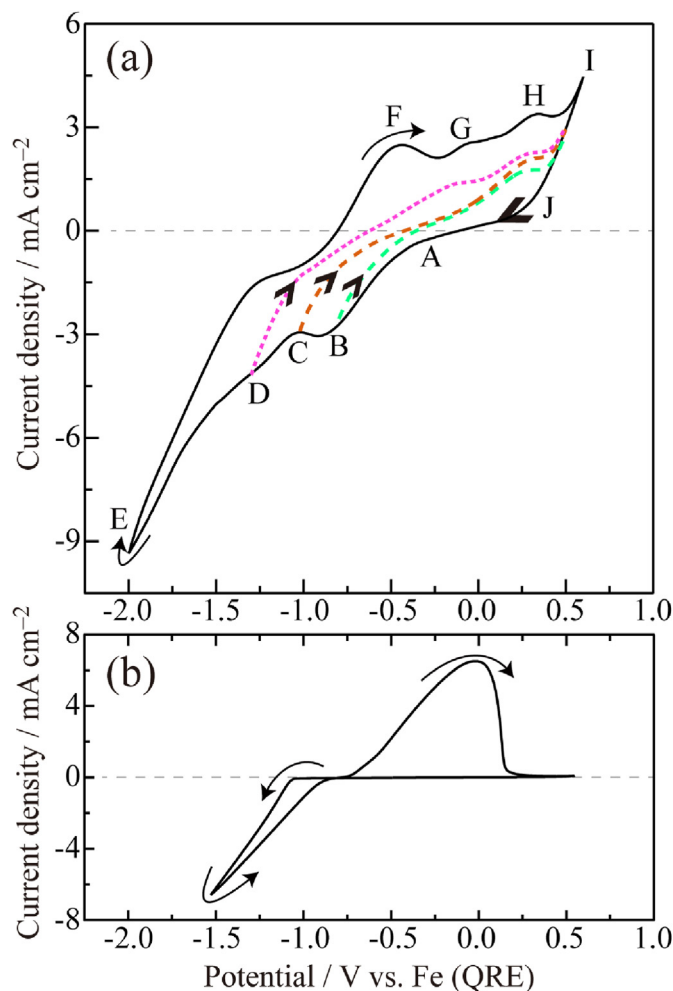 (a)
6
3
0
-3
-6
-9
Current density / mA cm⁻²
A
B
C
D
E
F
G
H
I
J
-2.0 -1.5 -1.0 -0.5 0.0 0.5 1.0
(b)
8
4
0
-4
-8
Current density / mA cm⁻²
-2.0 -1.5 -1.0 -0.5 0.0 0.5 1.0
Potential / V vs. Fe (QRE)